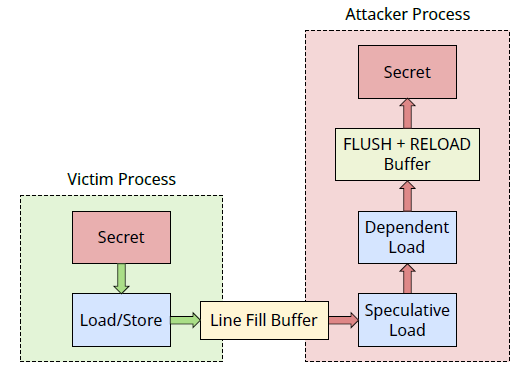 Attacker Process
Secret
FLUSH + RELOAD
Buffer
Victim Process
Secret
Dependent
Load
Load/Store
Line Fill Buffer
Speculative
Load